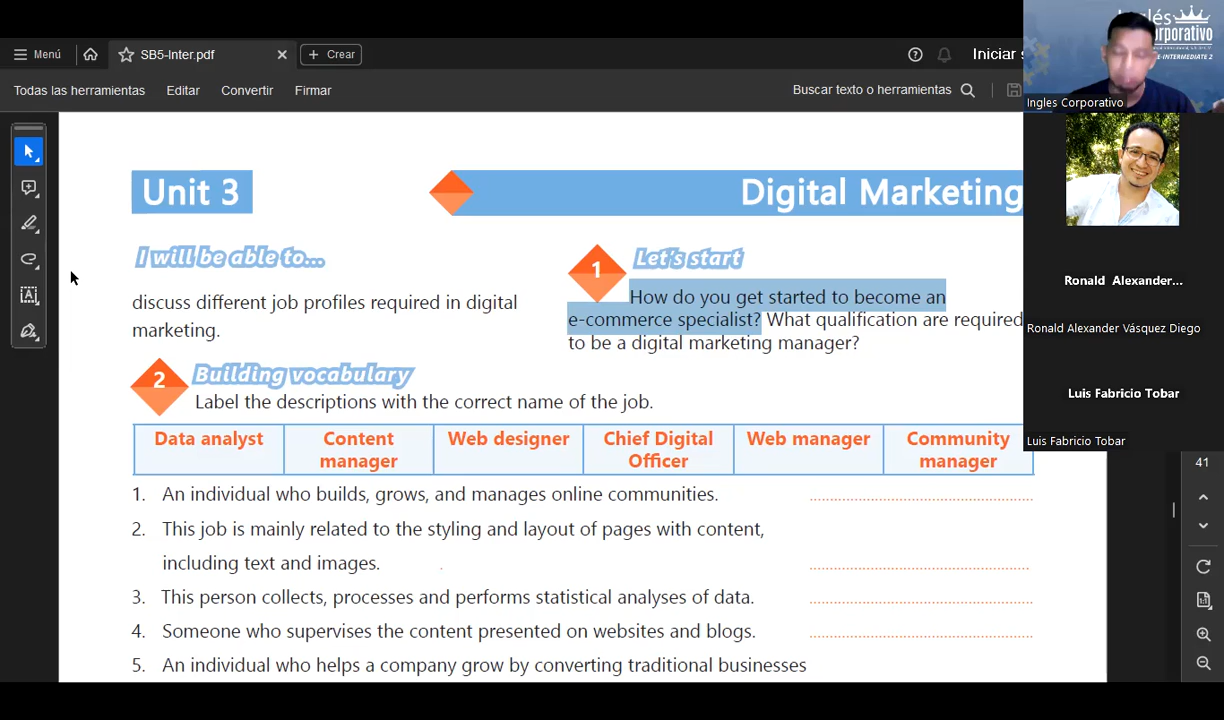 Menú
SB5-Inter.pdf
Crear
Todas las herramientas
Editar
Convertir
Firmar
Buscar texto o herramientas
Iniciar
Inglés Corporativo
PRE-INTERMEDIATE 2
Ingles Corporativo
Ronald Alexander...
Ronald Alexander Vásquez Diego
Luis Fabricio Tobar
Luis Fabricio Tobar
41
Unit 3
Digital Marketing
I will be able to...
discuss different job profiles required in digital
marketing.
1
Let's start
How do you get started to become an
e-commerce specialist? What qualification are required
to be a digital marketing manager?
2
Building vocabulary
Label the descriptions with the correct name of the job.
Data analyst
Content manager
Web designer
Chief Digital Officer
Web manager
Community manager
1. An individual who builds, grows, and manages online communities.
2. This job is mainly related to the styling and layout of pages with content,
including text and images.
3. This person collects, processes and performs statistical analyses of data.
4. Someone who supervises the content presented on websites and blogs.
5. An individual who helps a company grow by converting traditional businesses